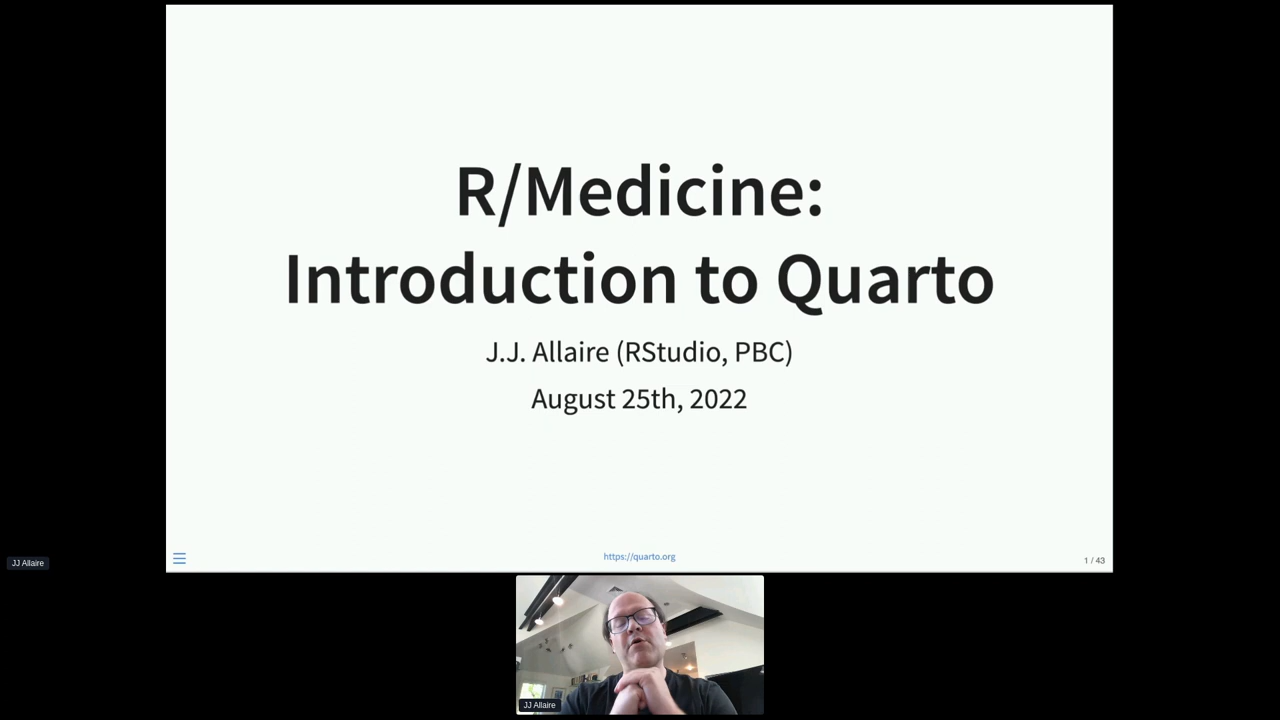 R/Medicine:
Introduction to Quarto
J.J. Allaire (RStudio, PBC)
August 25th, 2022
https://quarto.org
1 / 43
JJ Allaire
JJ Allaire